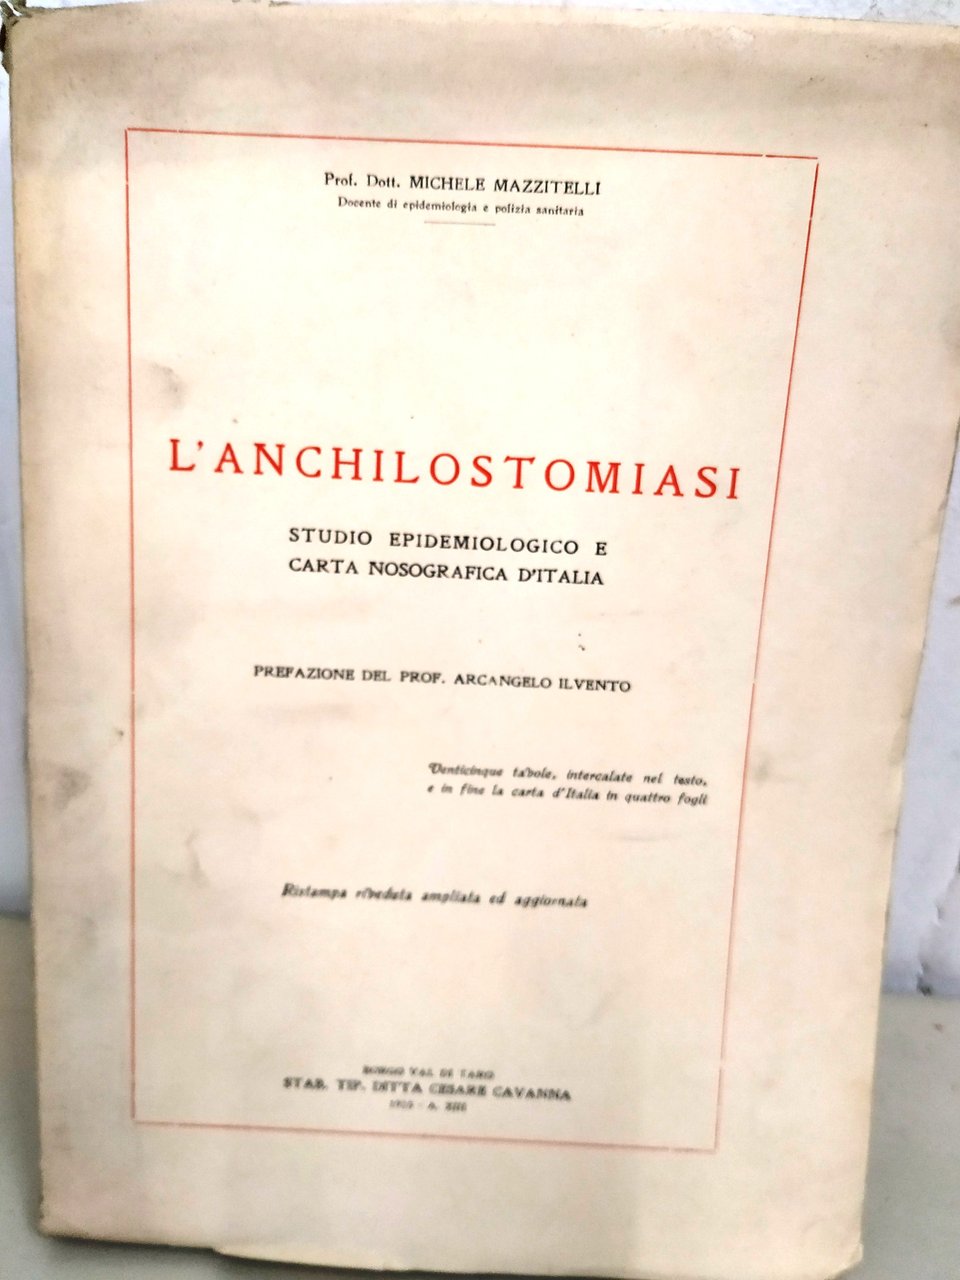 Prof. Dott. MICHELE MAZZITELLI
Docente di epidemiologia e polizia sanitaria
L'ANCHILOSTOMIASI
STUDIO EPIDEMIOLOGICO E
CARTA NOSOGRAFICA D'ITALIA
PREFAZIONE DEL PROF. ARCANGELO ILVENTO
Venticinque tavole, intercalate nel testo,
e in fine la carta d'Italia in quattro fogli
Ristampa riveduta ampliata ed aggiornata
BORGO VAL DI TARO
STAB. TIP. DITTA CESARE CAVANNA
1935 - A. XIII